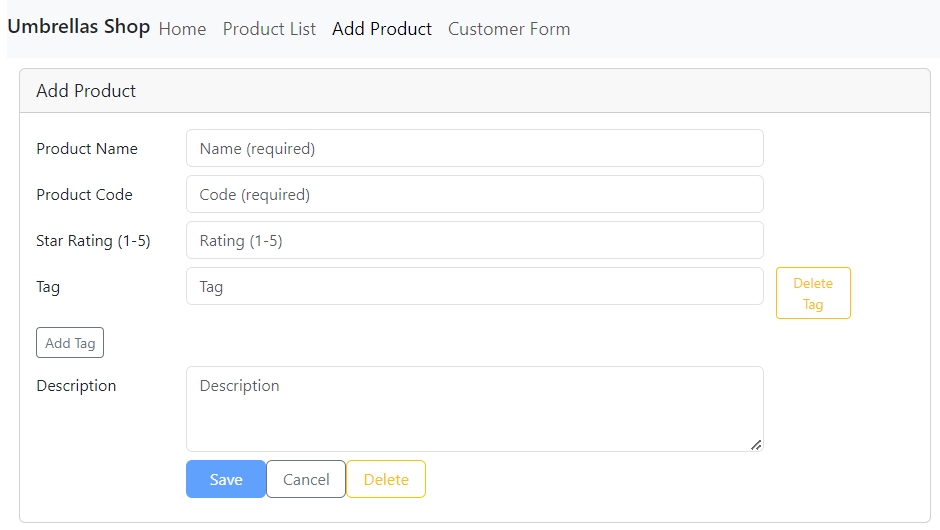 Umbrellas Shop Home Product List Add Product Customer Form
Add Product
Product Name Name (required)
Product Code Code (required)
Star Rating (1-5) Rating (1-5)
Tag Tag Delete
Tag
Add Tag
Description Description
Save Cancel Delete